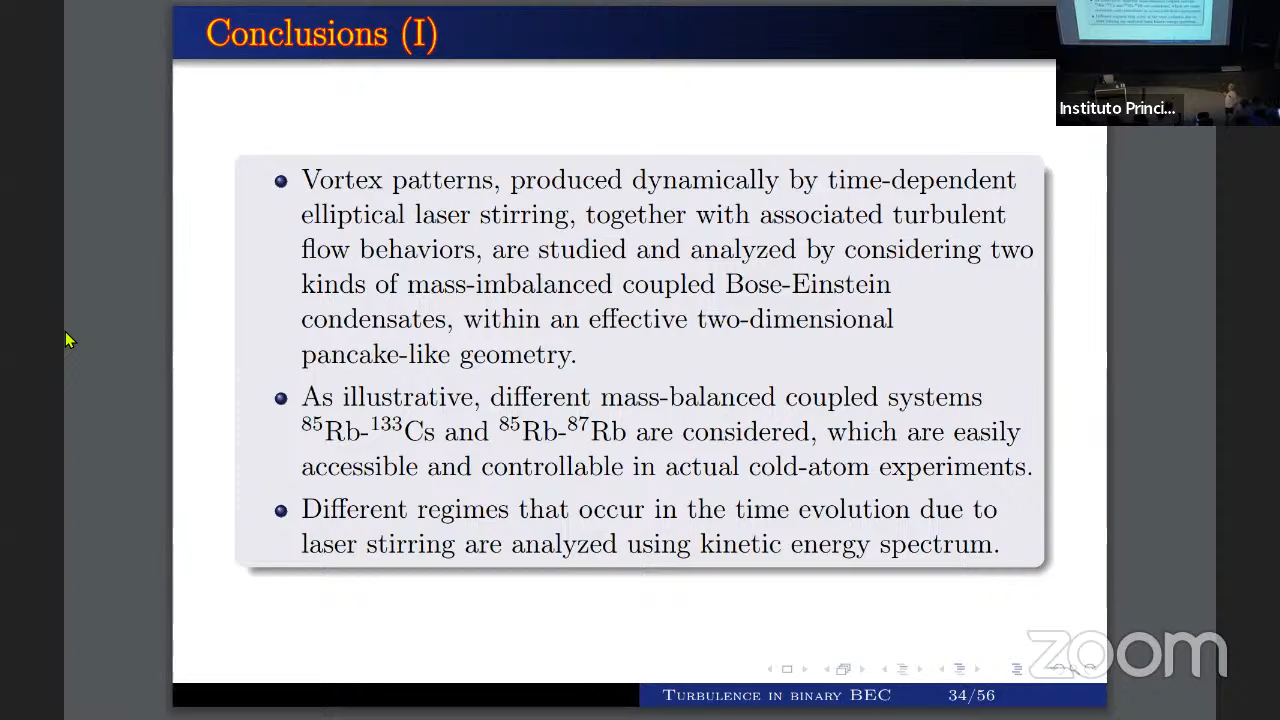 Conclusions (I)
Instituto Princi...
Vortex patterns, produced dynamically by time-dependent
elliptical laser stirring, together with associated turbulent
flow behaviors, are studied and analyzed by considering two
kinds of mass-imbalanced coupled Bose-Einstein
condensates, within an effective two-dimensional
pancake-like geometry.
As illustrative, different mass-balanced coupled systems
⁸⁵Rb-¹³³Cs and ⁸⁵Rb-⁸⁷Rb are considered, which are easily
accessible and controllable in actual cold-atom experiments.
Different regimes that occur in the time evolution due to
laser stirring are analyzed using kinetic energy spectrum.
zoom
Turbulence in binary BEC 34/56